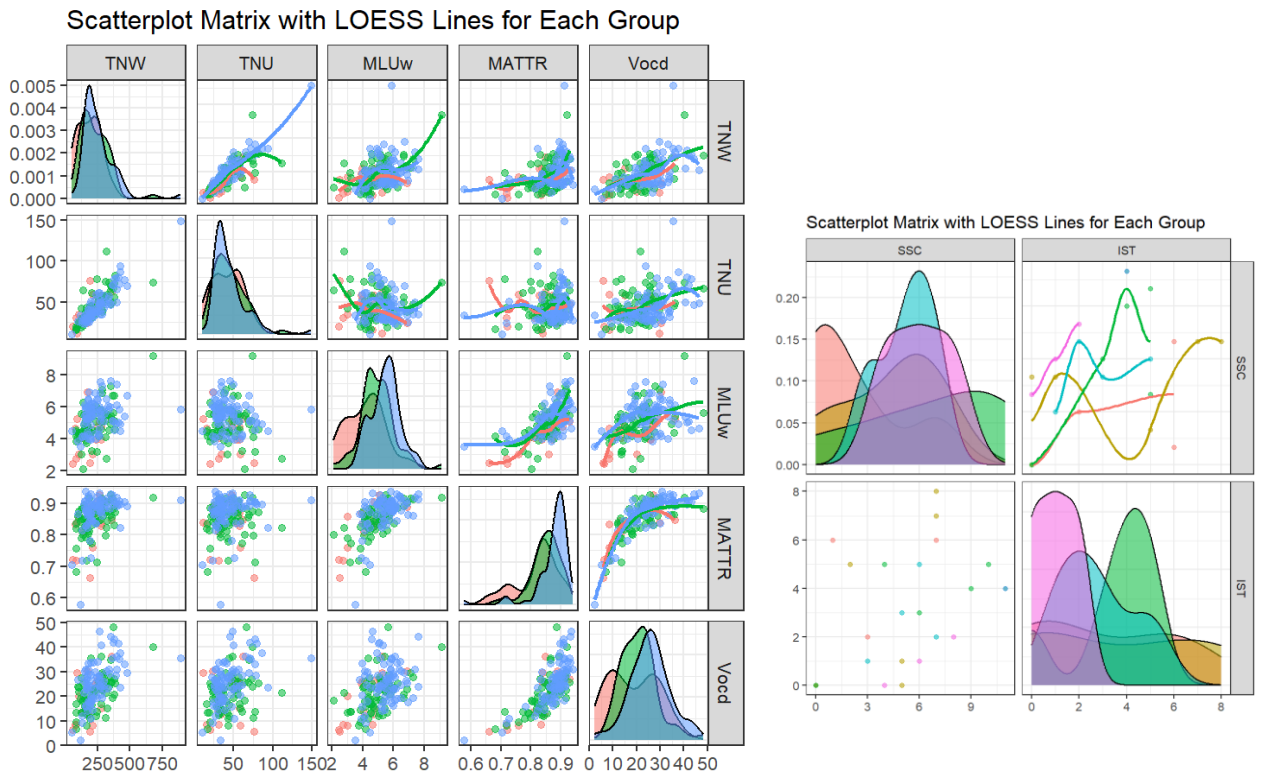 Scatterplot Matrix with LOESS Lines for Each Group
TNW TNU MLUw MATTR Vocd
0.005
0.004
0.003
0.002
0.001
0.000
TNW
150
100
50
TNU
8
6
4
2
MLUw
0.9
0.8
0.7
0.6
MATTR
50
40
30
20
10
0
Vocd
250 500 750 50 100 150 2 4 6 8 0.6 0.7 0.8 0.9 0 10 20 30 40 50
Scatterplot Matrix with LOESS Lines for Each Group
SSC IST
0.20
0.15
0.10
0.05
0.00
SSC
8
6
4
2
0
IST
0 3 6 9 0 2 4 6 8